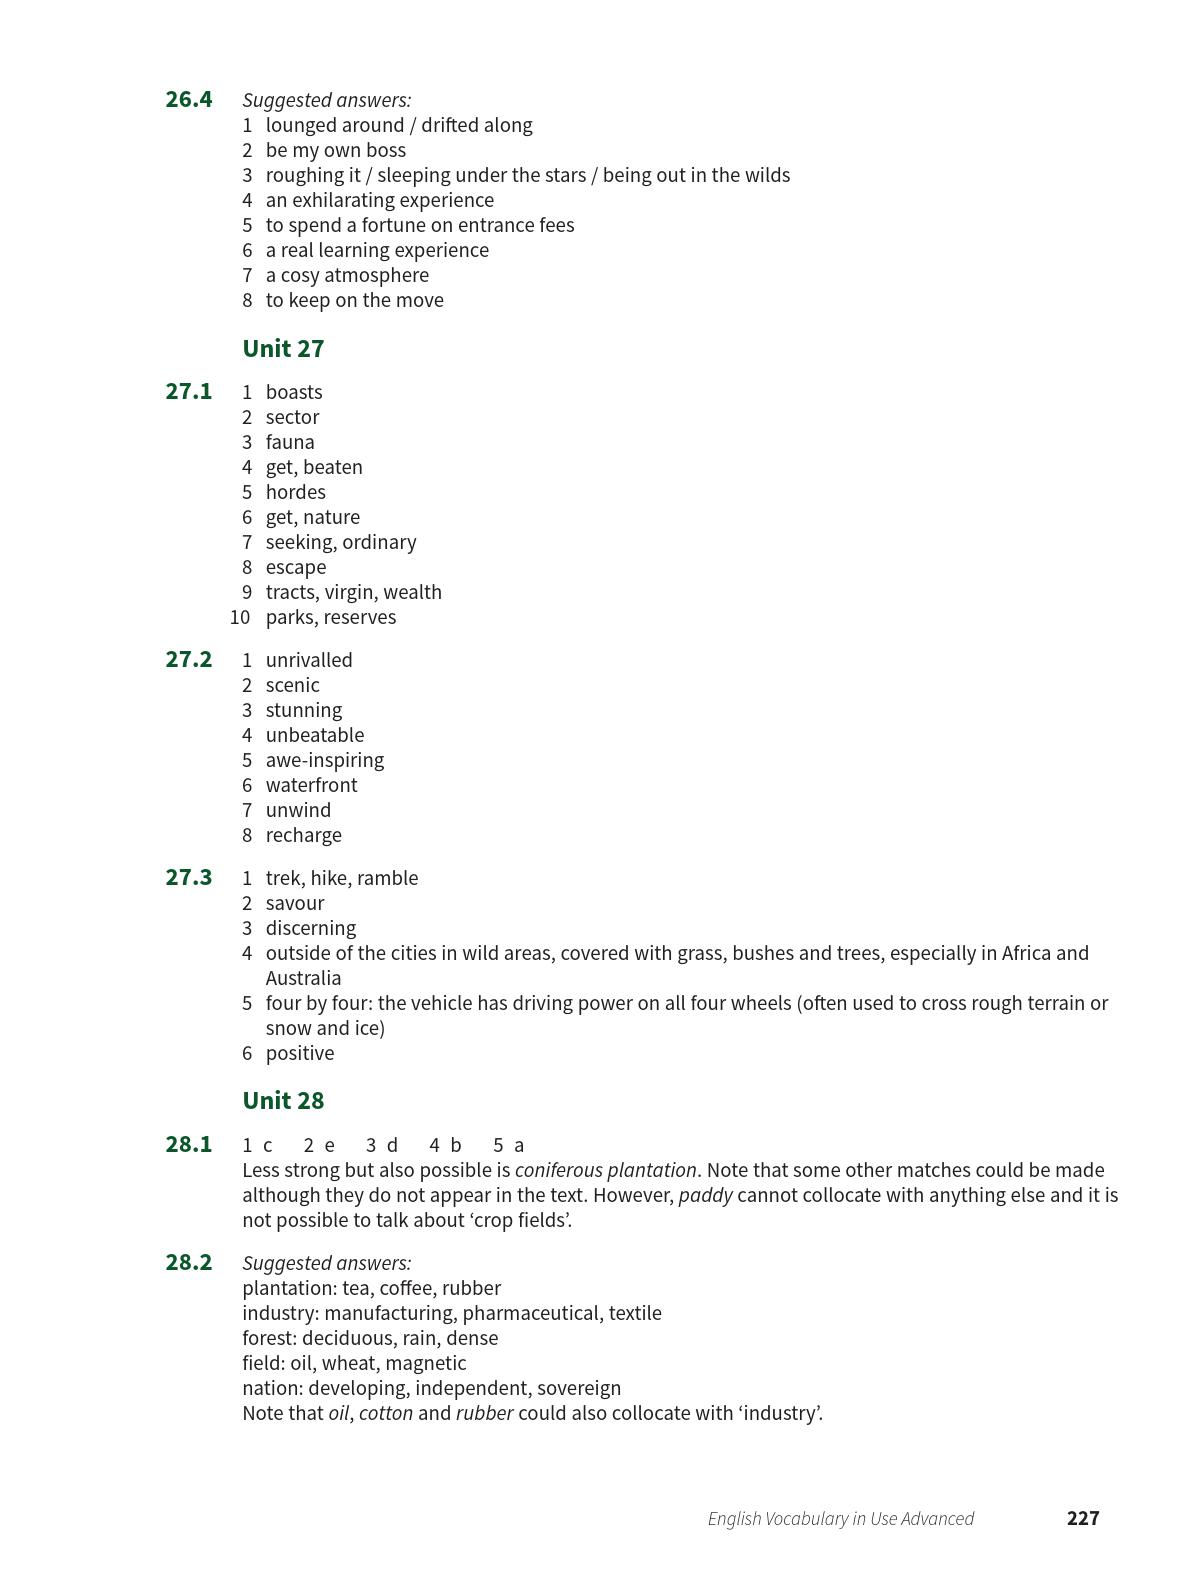 26.4 Suggested answers:
1 lounged around / drifted along
2 be my own boss
3 roughing it / sleeping under the stars / being out in the wilds
4 an exhilarating experience
5 to spend a fortune on entrance fees
6 a real learning experience
7 a cosy atmosphere
8 to keep on the move
Unit 27
27.1 1 boasts
2 sector
3 fauna
4 get, beaten
5 hordes
6 get, nature
7 seeking, ordinary
8 escape
9 tracts, virgin, wealth
10 parks, reserves
27.2 1 unrivalled
2 scenic
3 stunning
4 unbeatable
5 awe-inspiring
6 waterfront
7 unwind
8 recharge
27.3 1 trek, hike, ramble
2 savour
3 discerning
4 outside of the cities in wild areas, covered with grass, bushes and trees, especially in Africa and
Australia
5 four by four: the vehicle has driving power on all four wheels (often used to cross rough terrain or
snow and ice)
6 positive
Unit 28
28.1 1 c 2 e 3 d 4 b 5 a
Less strong but also possible is coniferous plantation. Note that some other matches could be made
although they do not appear in the text. However, paddy cannot collocate with anything else and it is
not possible to talk about ‘crop fields’.
28.2 Suggested answers:
plantation: tea, coffee, rubber
industry: manufacturing, pharmaceutical, textile
forest: deciduous, rain, dense
field: oil, wheat, magnetic
nation: developing, independent, sovereign
Note that oil, cotton and rubber could also collocate with ‘industry’.
English Vocabulary in Use Advanced 227